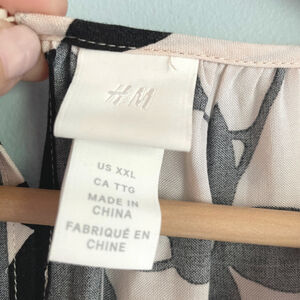 H&M
US XXL
CA TTG
MADE IN
CHINA
FABRIQUÉ EN
CHINE